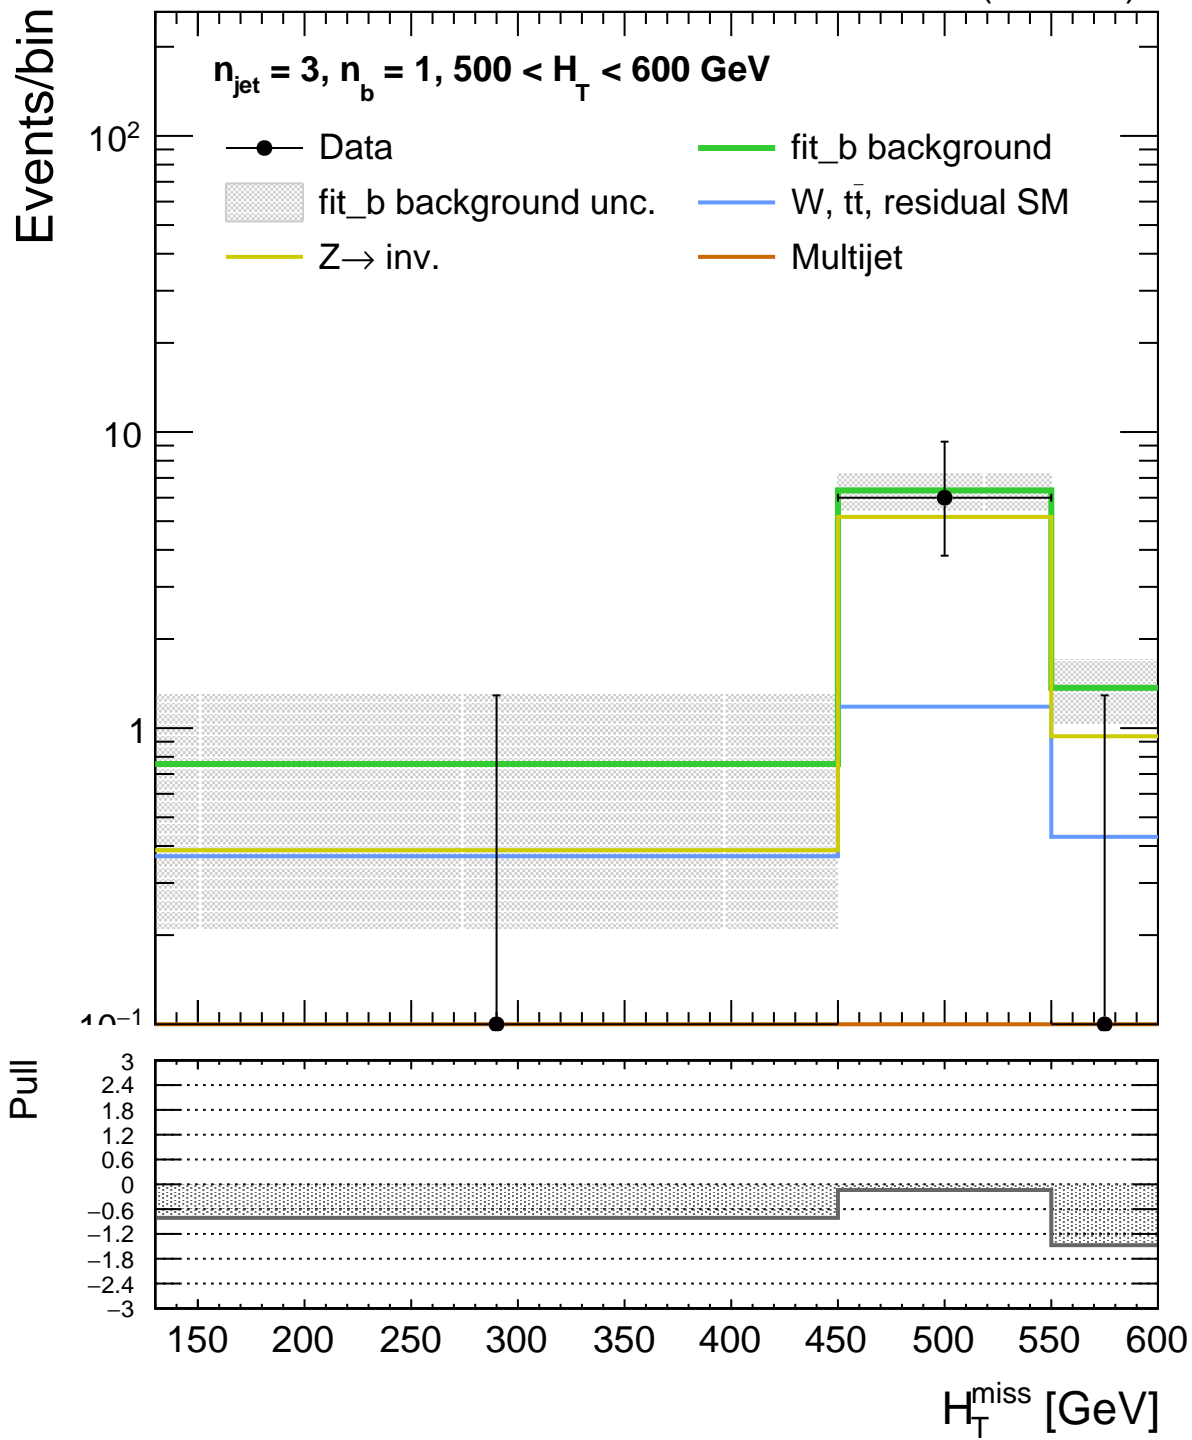 Events/bin
n_jet = 3, n_b = 1, 500 < H_T < 600 GeV
Data
fit_b background
fit_b background unc.
W, tt̄, residual SM
Z→ inv.
Multijet
10²
10
1
10⁻¹
Pull
3
2.4
1.8
1.2
0.6
0
−0.6
−1.2
−1.8
−2.4
−3
150 200 250 300 350 400 450 500 550 600
H_T^miss [GeV]